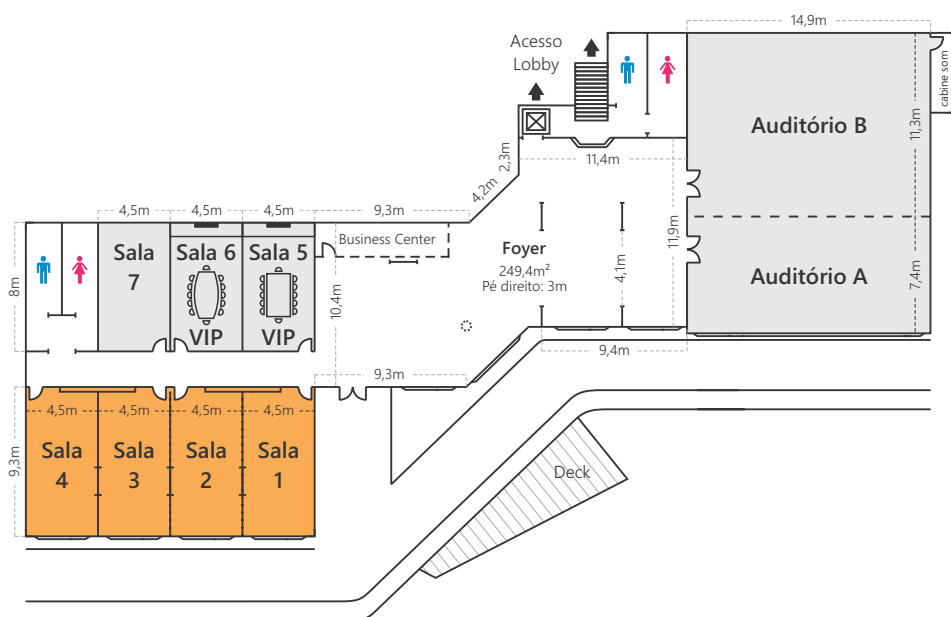 14,9m
Acesso
Lobby
cabine som
Auditório B
11,3m
2,3m
11,4m
4,2m
4,5m
4,5m
4,5m
9,3m
Business Center
Sala
7
Sala 6
VIP
Sala 5
VIP
Foyer
249,4m²
Pé direito: 3m
4,1m
11,9m
Auditório A
7,4m
8m
10,4m
9,4m
9,3m
4,5m
4,5m
4,5m
4,5m
9,3m
Sala
4
Sala
3
Sala
2
Sala
1
Deck